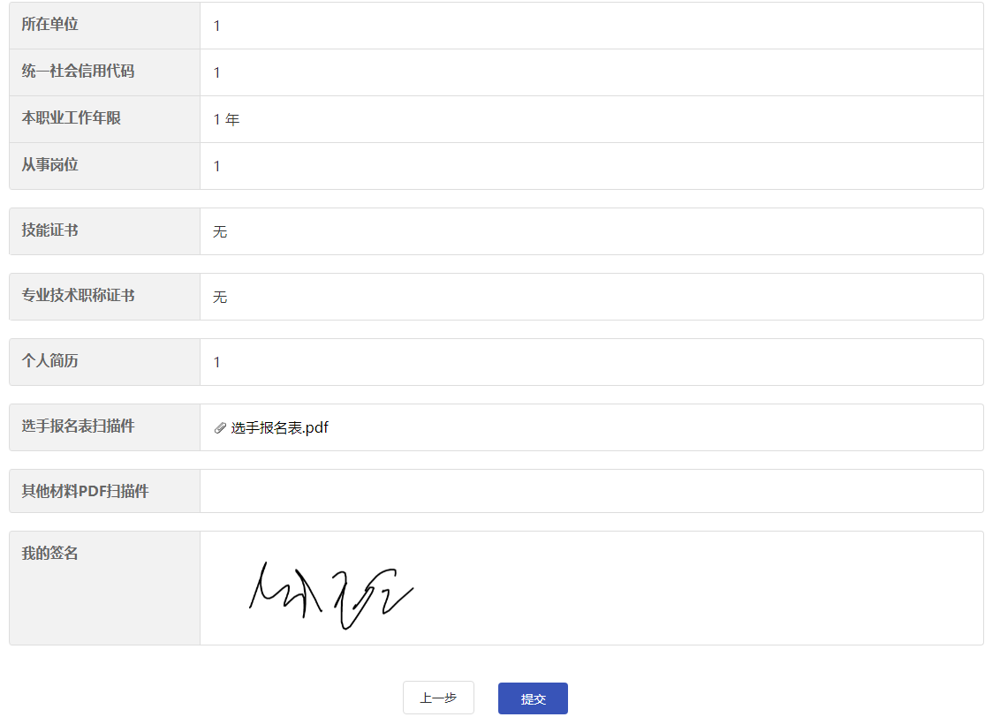 所在单位 1
统一社会信用代码 1
本职业工作年限 1 年
从事岗位 1
技能证书 无
专业技术职称证书 无
个人简历 1
选手报名表扫描件 选手报名表.pdf
其他材料PDF扫描件
我的签名
上一步 提交